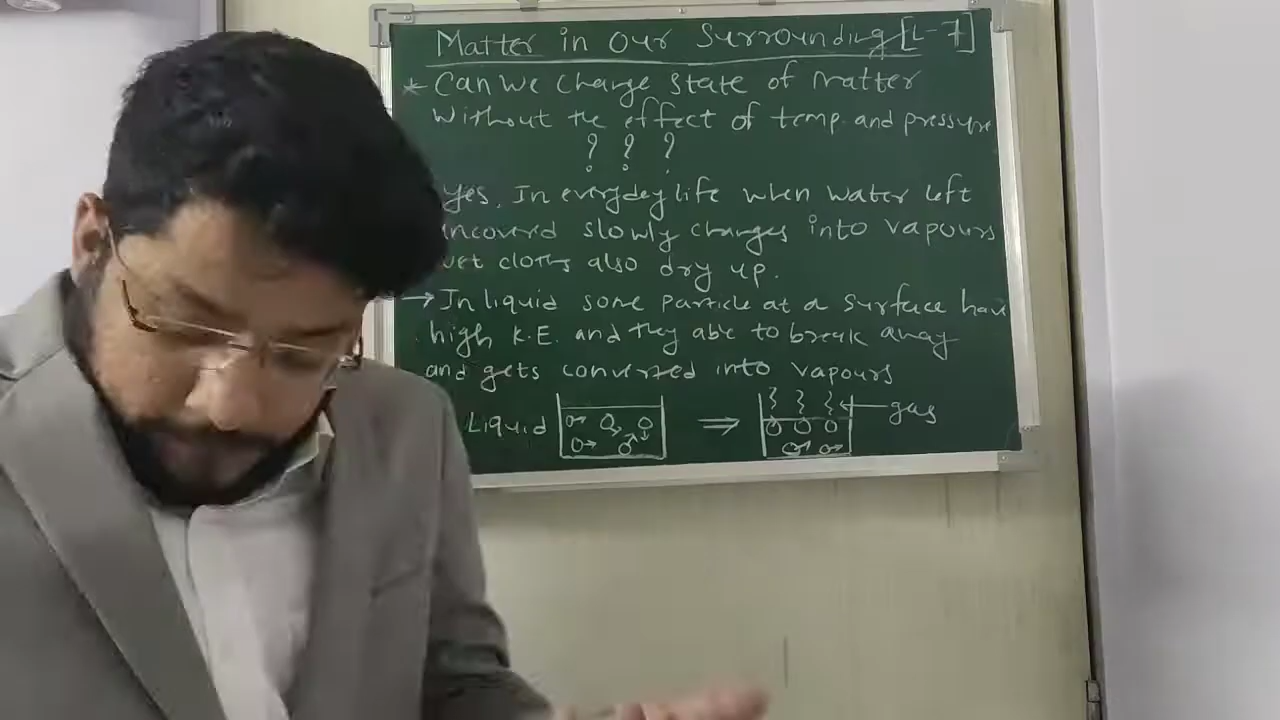 Matter in Our Surrounding [L-7]
* Can we change state of matter
without the effect of temp. and pressure
? ? ?
Yes, In everyday life when water left
uncovered slowly changes into vapours
wet cloths also dry up.
→ In liquid some particle at a surface have
high K.E. and they able to break away
and gets converted into vapours
Liquid ⇒ gas